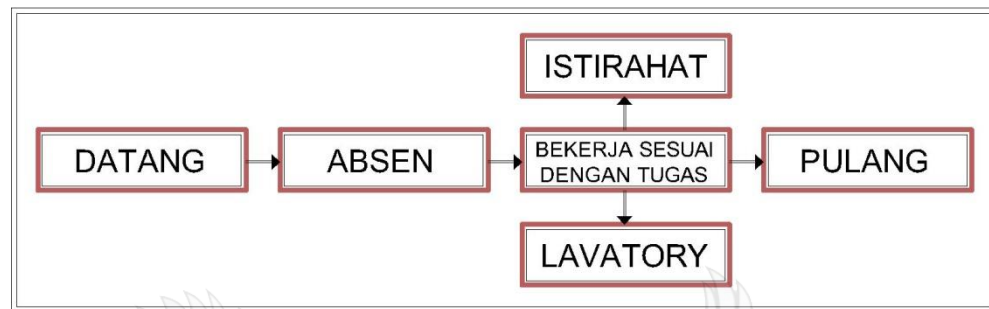 ISTIRAHAT
DATANG
ABSEN
BEKERJA SESUAI
DENGAN TUGAS
PULANG
LAVATORY